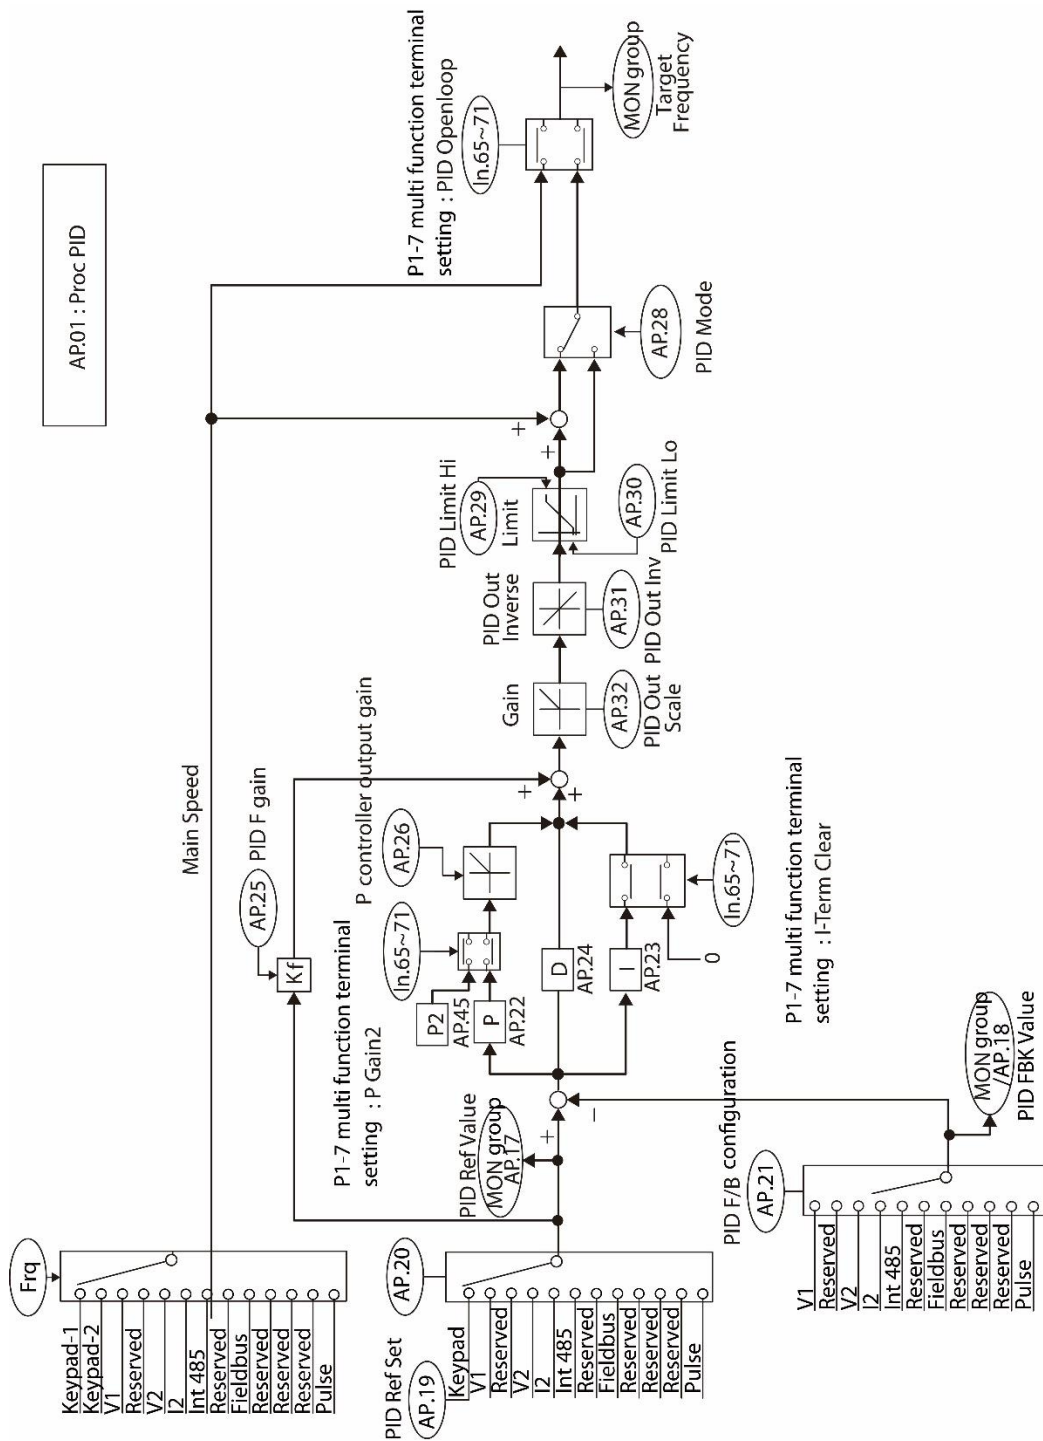 AP.01 : Proc PID
Frq
Keypad-1
Keypad-2
V1
Reserved
V2
I2
Int 485
Reserved
Fieldbus
Reserved
Reserved
Reserved
Pulse
Main Speed
AP.25
PID F gain
Kf
P1-7 multi function terminal
setting : P Gain2
In.65~71
P2
AP.45
P
AP.22
P controller output gain
AP.26
D
AP.24
I
AP.23
0
In.65~71
P1-7 multi function terminal
setting : I-Term Clear
PID Ref Set
AP.19
AP.20
Keypad
V1
Reserved
V2
I2
Int 485
Reserved
Fieldbus
Reserved
Reserved
Reserved
Pulse
PID Ref Value
MON group
AP.17
+
−
PID F/B configuration
AP.21
V1
Reserved
V2
I2
Int 485
Reserved
Fieldbus
Reserved
Reserved
Reserved
Pulse
MON group
/AP.18
PID FBK Value
+
+
Gain
AP.32
PID Out
Scale
PID Out
Inverse
AP.31
PID Out Inv
PID Limit Hi
AP.29
Limit
AP.30
PID Limit Lo
+
+
AP.28
PID Mode
P1-7 multi function terminal
setting : PID Openloop
In.65~71
MON group
Target
Frequency